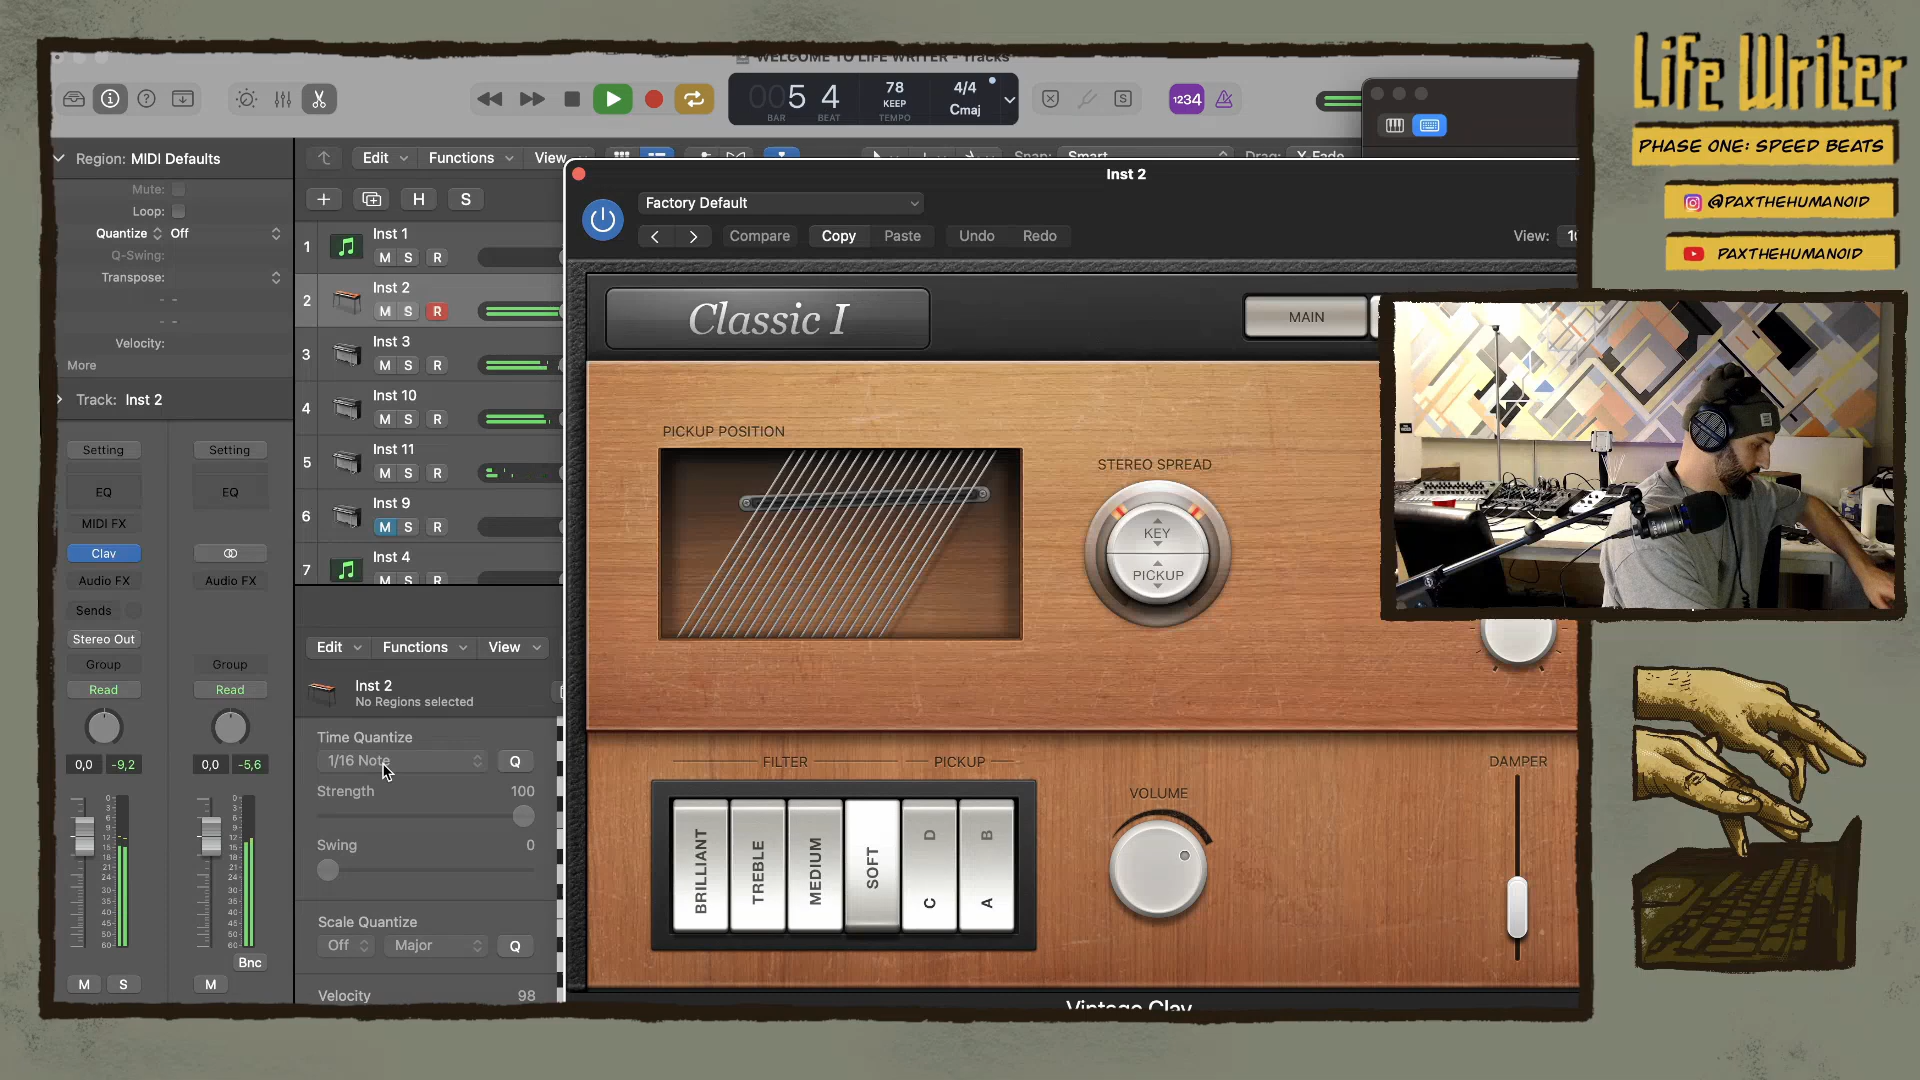 WELCOME TO LIFE WRITER - Tracks
5 4
BAR BEAT
78
KEEP
TEMPO
4/4
Cmaj
1234
Region: MIDI Defaults
Mute:
Loop:
Quantize Off
Q-Swing:
Transpose:
Velocity:
More
Track: Inst 2
Setting Setting
EQ EQ
MIDI FX
Clav
Audio FX Audio FX
Sends
Stereo Out
Group Group
Read Read
0,0 -9,2 0,0 -5,6
Bnc
M S M
Edit Functions View
Snap: Smart Drag: X-Fade
H S
1 Inst 1
M S R
2 Inst 2
M S R
3 Inst 3
M S R
4 Inst 10
M S R
5 Inst 11
M S R
6 Inst 9
M S R
7 Inst 4
M S R
Edit Functions View
Inst 2
No Regions selected
Time Quantize
1/16 Note Q
Strength 100
Swing 0
Scale Quantize
Off Major Q
Velocity 98
Inst 2
Factory Default
Compare Copy Paste Undo Redo
View:
Classic I
MAIN
PICKUP POSITION
STEREO SPREAD
KEY
PICKUP
FILTER PICKUP
BRILLIANT TREBLE MEDIUM SOFT D C B A
VOLUME
DAMPER
Vintage Clav
Life Writer
PHASE ONE: SPEED BEATS
@PAXTHEHUMANOID
PAXTHEHUMANOID